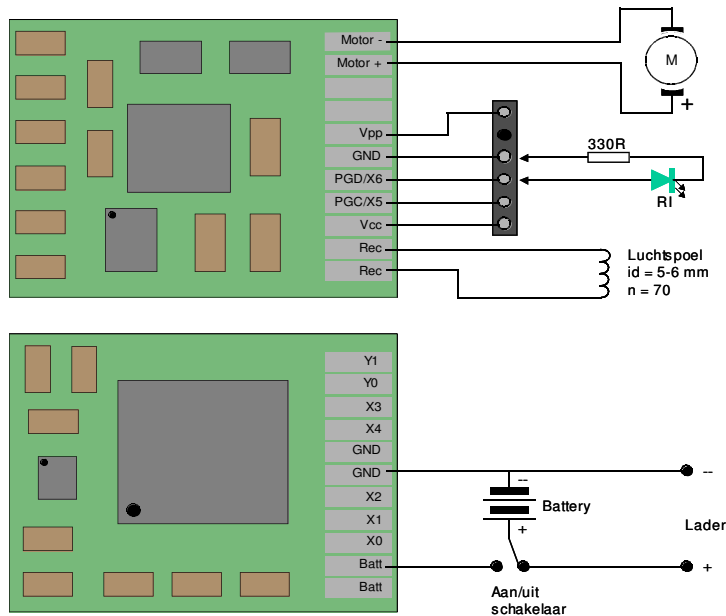 Motor -
Motor +
Vpp
GND
PGD/X6
PGC/X5
Vcc
Rec
Rec
M
+
330R
RI
Luchtspoel
id = 5-6 mm
n = 70
Y1
Y0
X3
X4
GND
GND
X2
X1
X0
Batt
Batt
--
Battery
+
Aan/uit
schakelaar
--
Lader
+